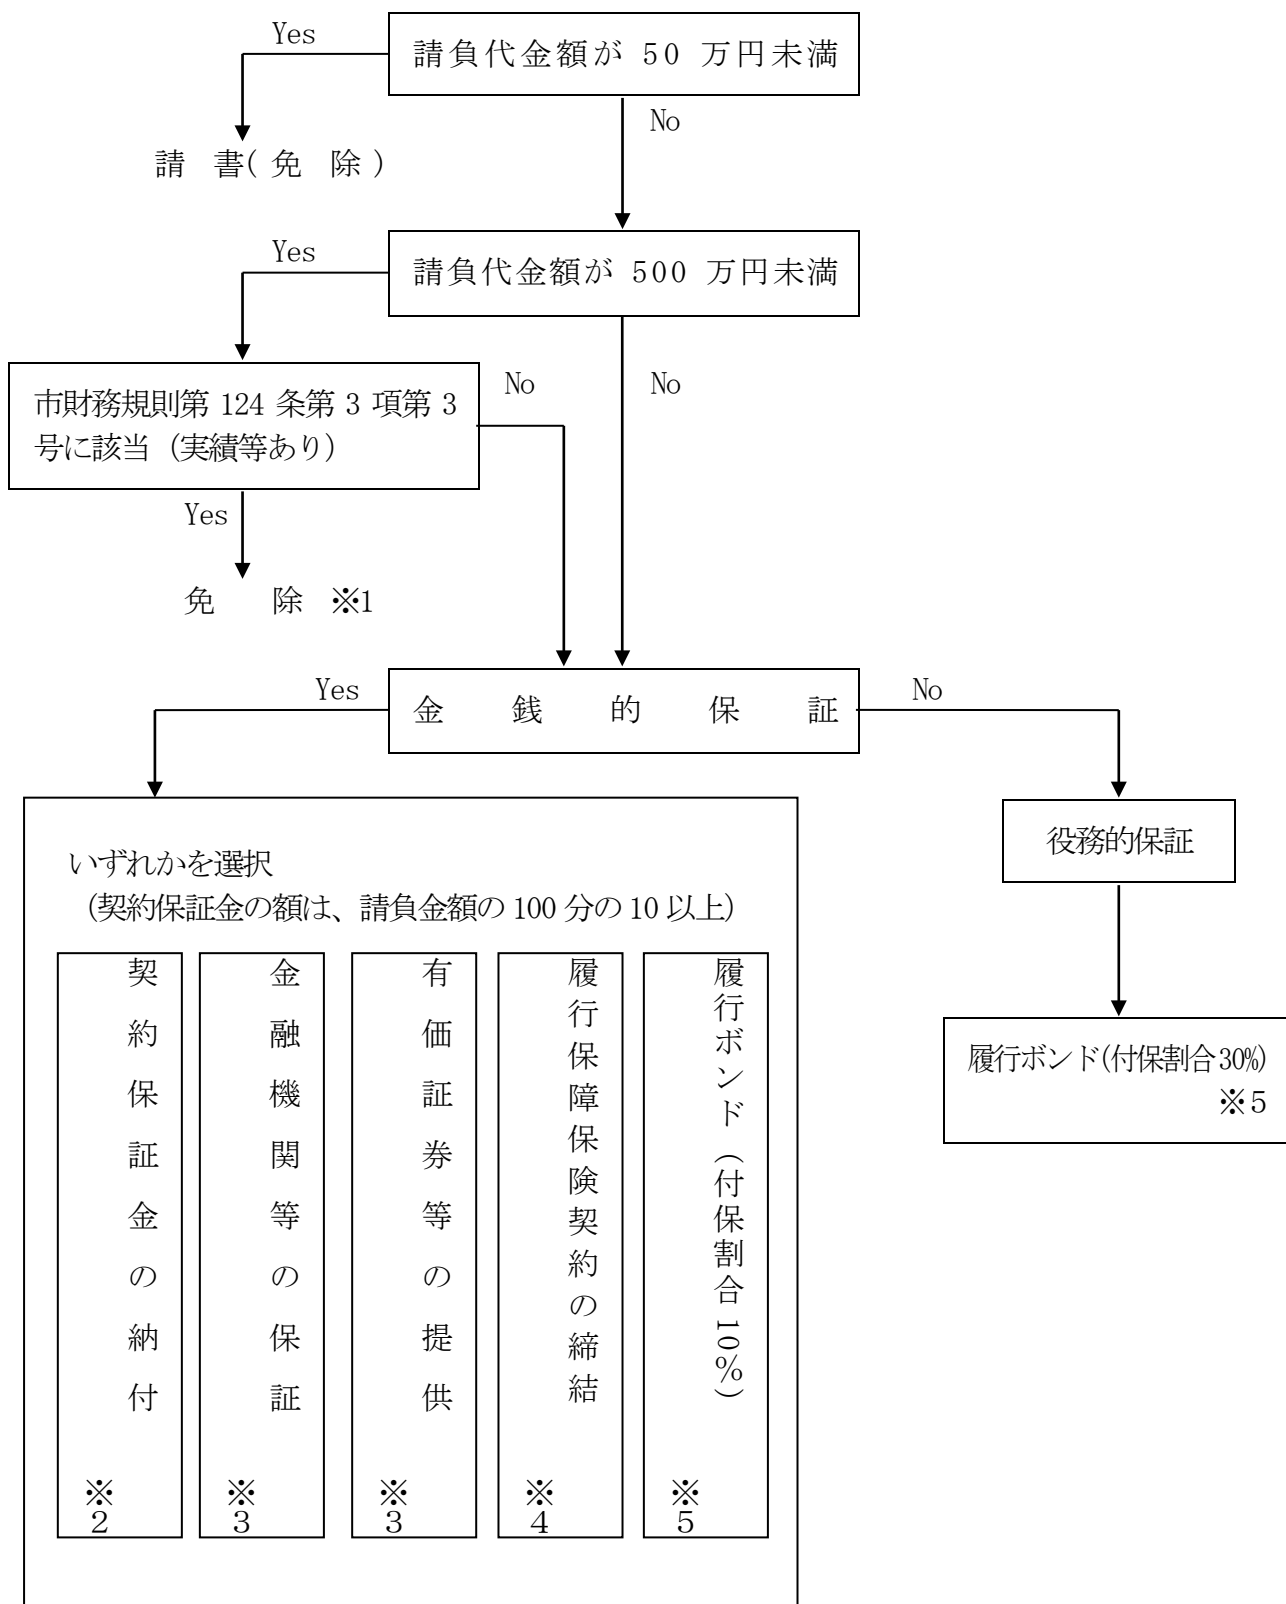 Yes
請負代金額が 50 万円未満
No
請 書( 免 除 )
Yes
請負代金額が 500 万円未満
市財務規則第 124 条第 3 項第 3
号に該当（実績等あり）
No
No
Yes
免 除 ※1
Yes
金 銭 的 保 証
No
役務的保証
いずれかを選択
（契約保証金の額は、請負金額の 100 分の 10 以上）
契約保証金の納付 ※2
金融機関等の保証 ※3
有価証券等の提供 ※3
履行保障保険契約の締結 ※4
履行ボンド（付保割合 10％） ※5
履行ボンド(付保割合 30%)
※5